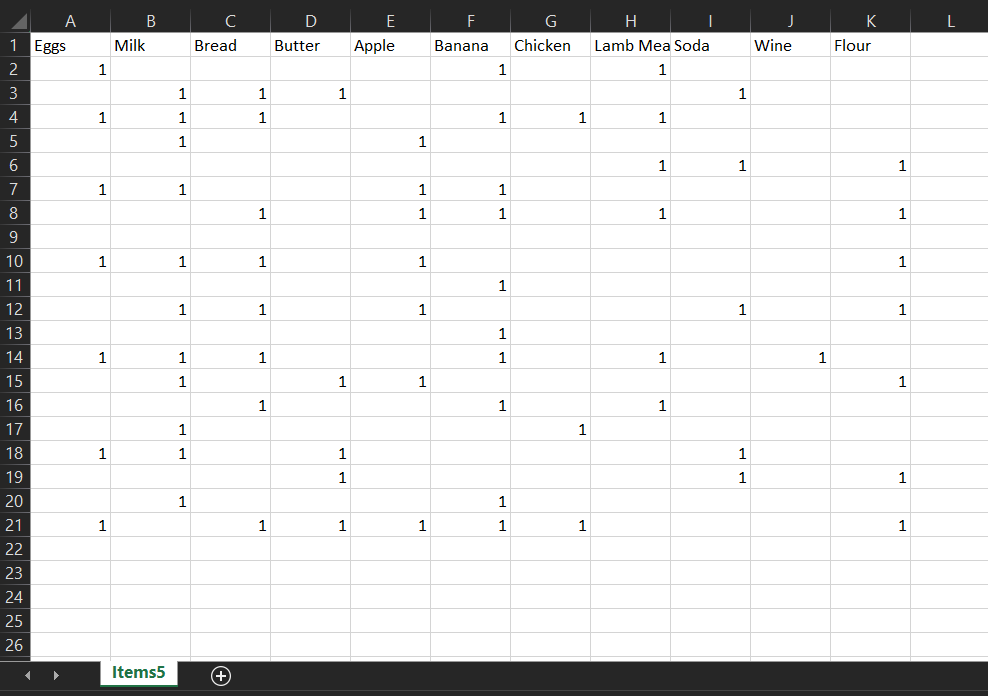 A B C D E F G H I J K L
1 Eggs Milk Bread Butter Apple Banana Chicken Lamb Mea Soda Wine Flour
2 1 1 1
3 1 1 1 1
4 1 1 1 1 1 1
5 1 1
6 1 1 1
7 1 1 1 1
8 1 1 1 1 1
9
10 1 1 1 1 1
11 1
12 1 1 1 1 1
13 1
14 1 1 1 1 1 1
15 1 1 1 1
16 1 1 1
17 1 1
18 1 1 1 1
19 1 1 1
20 1 1
21 1 1 1 1 1 1 1
22
23
24
25
26
Items5